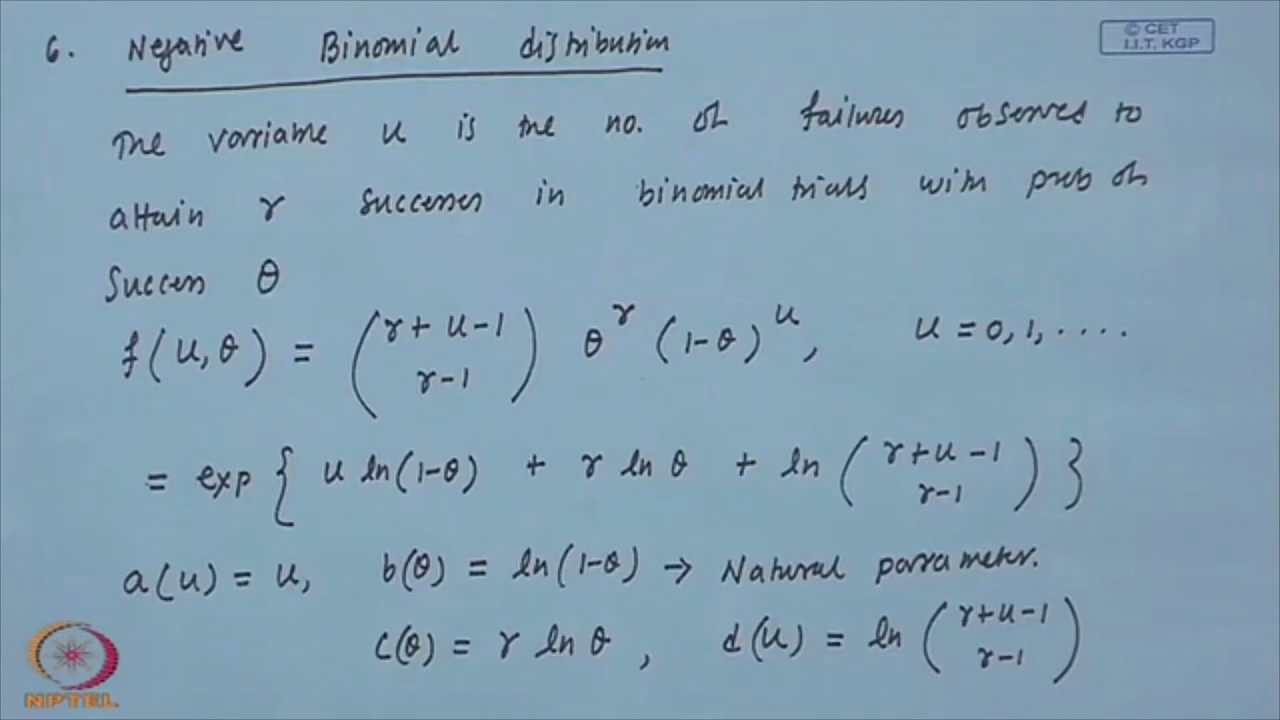 6. Negative Binomial distribution
© CET
I.I.T. KGP
The variable u is the no. of failures observed to
attain r successes in binomial trials with prob of
success θ
f(u,θ) = (r+u-1 r-1) θ^r (1-θ)^u, u = 0,1,....
= exp { u ln(1-θ) + r ln θ + ln (r+u-1 r-1) }
a(u) = u, b(θ) = ln(1-θ) → Natural parameter.
c(θ) = r ln θ, d(u) = ln (r+u-1 r-1)
NPTEL